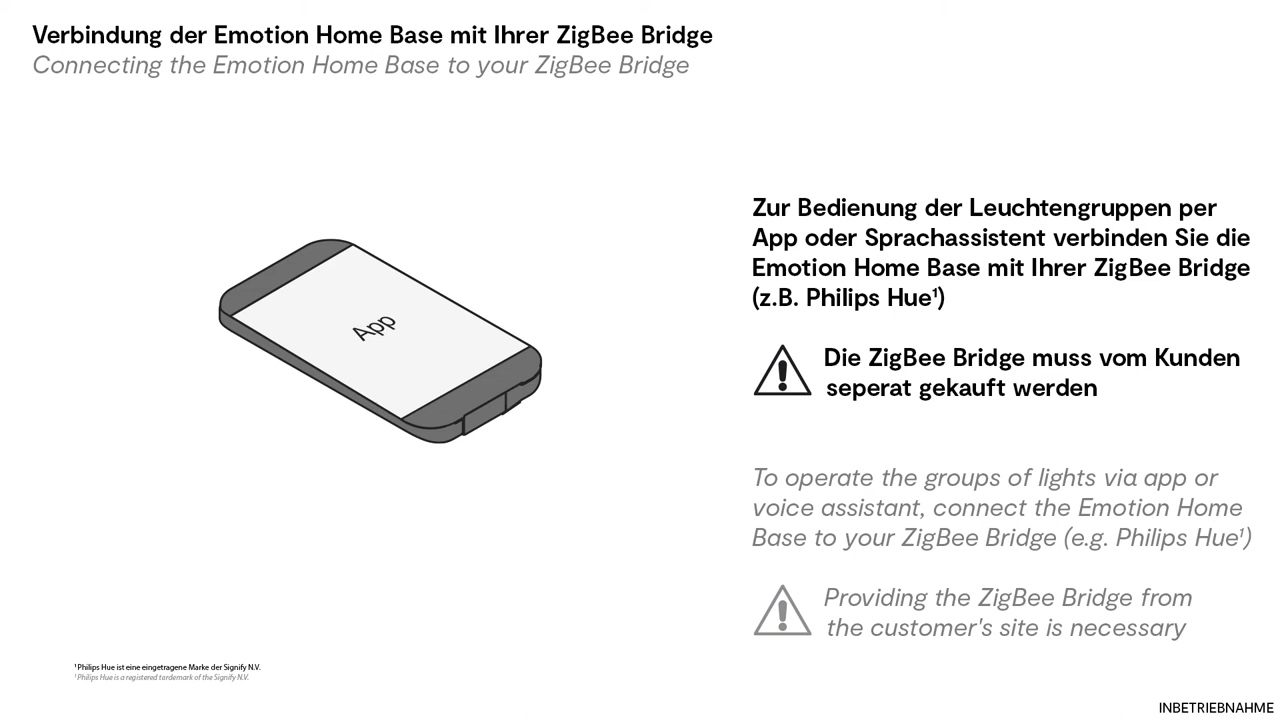 Verbindung der Emotion Home Base mit Ihrer ZigBee Bridge
Connecting the Emotion Home Base to your ZigBee Bridge
App
Zur Bedienung der Leuchtengruppen per
App oder Sprachassistent verbinden Sie die
Emotion Home Base mit Ihrer ZigBee Bridge
(z.B. Philips Hue¹)
Die ZigBee Bridge muss vom Kunden
seperat gekauft werden
To operate the groups of lights via app or
voice assistant, connect the Emotion Home
Base to your ZigBee Bridge (e.g. Philips Hue¹)
Providing the ZigBee Bridge from
the customer's site is necessary
¹ Philips Hue ist eine eingetragene Marke der Signify N.V.
¹ Philips Hue is a registered tardemark of the Signify N.V.
INBETRIEBNAHME